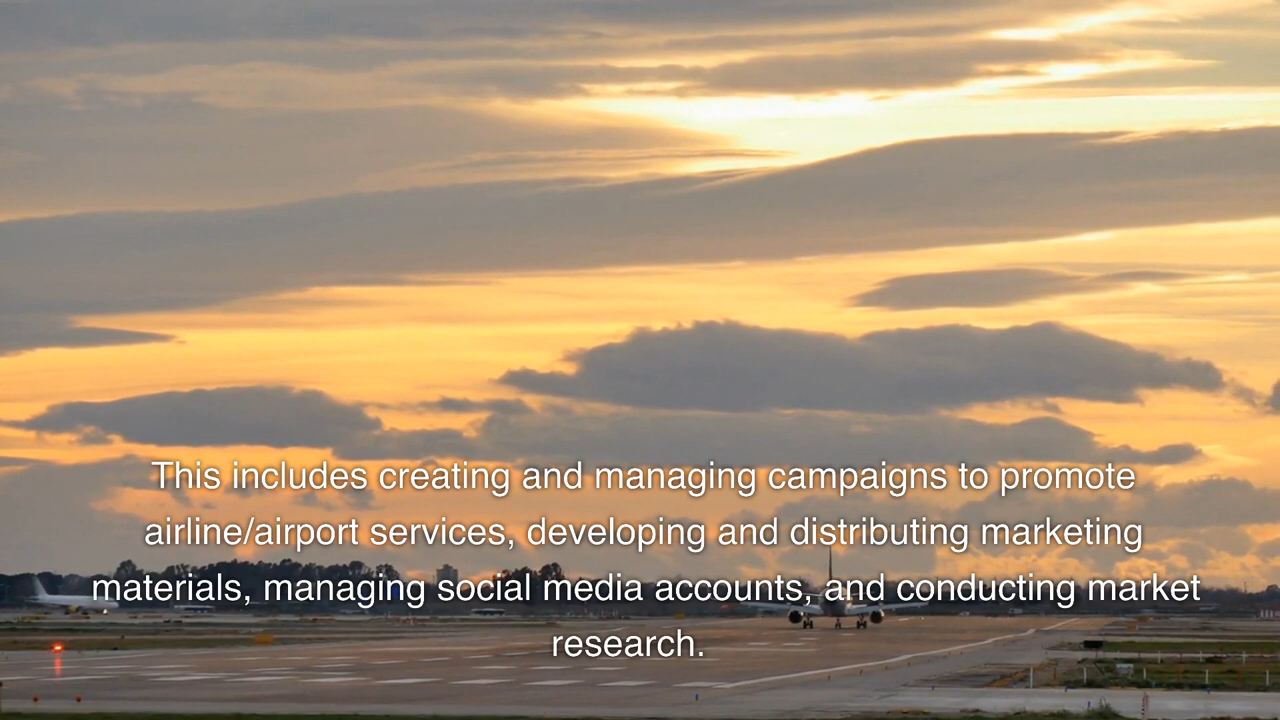 This includes creating and managing campaigns to promote
airline/airport services, developing and distributing marketing
materials, managing social media accounts, and conducting market
research.